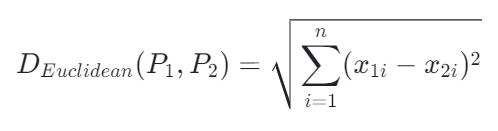 D_{Euclidean}(P_1, P_2) = \sqrt{\sum_{i=1}^{n} (x_{1i} - x_{2i})^2}